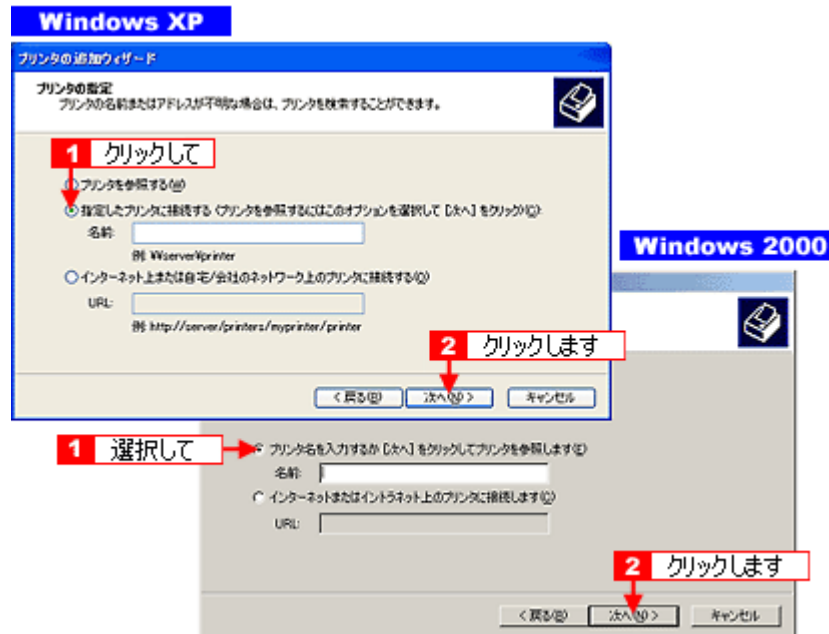 Windows XP
プリンタの追加ウィザード
プリンタの指定
プリンタの名前またはアドレスが不明な場合は、プリンタを検索することができます。
1 クリックして
プリンタを参照する(W)
指定したプリンタに接続する (プリンタを参照するにはこのオプションを選択して [次へ] をクリック)(C):
名前:
例: ¥¥server¥printer
インターネット上または自宅/会社のネットワーク上のプリンタに接続する(O):
URL:
例: http://server/printers/myprinter/printer
2 クリックします
< 戻る(B)
次へ(N) >
キャンセル
Windows 2000
1 選択して
プリンタ名を入力するか [次へ] をクリックしてプリンタを参照します(E)
名前:
インターネットまたはイントラネット上のプリンタに接続します(C)
URL:
2 クリックします
< 戻る(B)
次へ(N) >
キャンセル